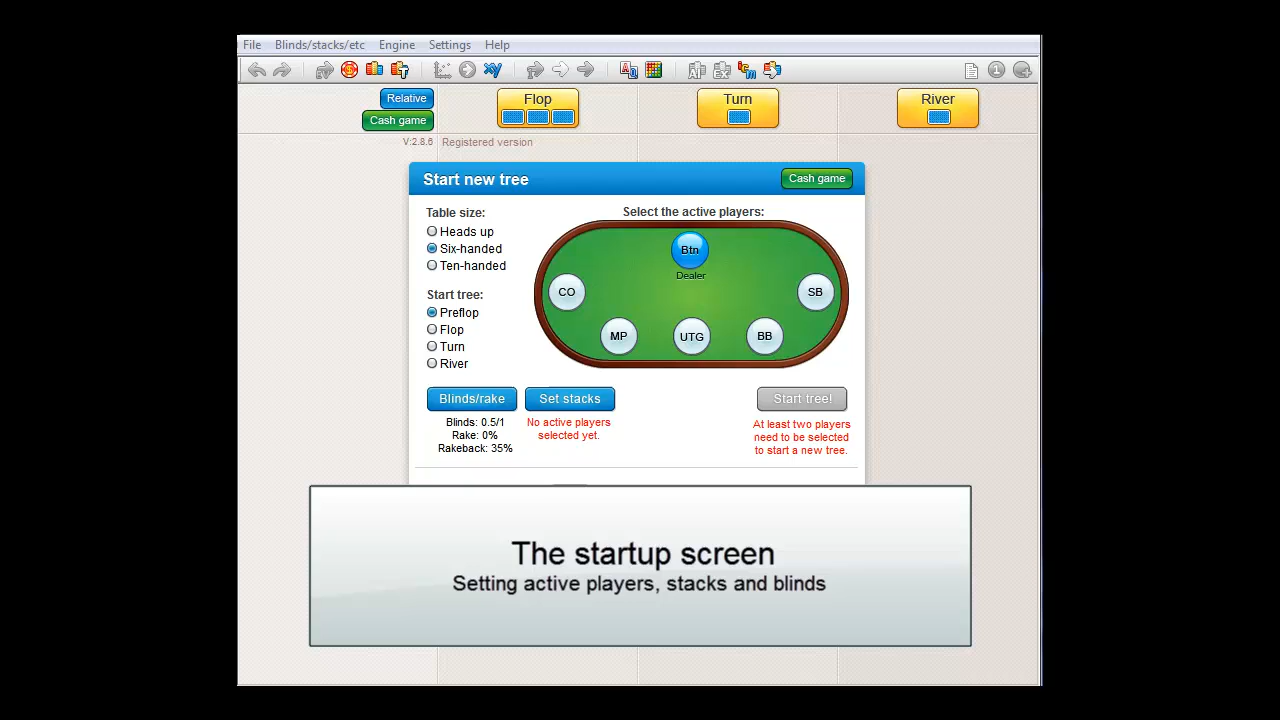 File Blinds/stacks/etc Engine Settings Help
Relative
Cash game
Flop
Turn
River
V:2.8.6 Registered version
Start new tree
Cash game
Table size:
Heads up
Six-handed
Ten-handed
Start tree:
Preflop
Flop
Turn
River
Select the active players:
Btn
Dealer
CO
SB
MP
UTG
BB
Blinds/rake
Set stacks
Start tree!
Blinds: 0.5/1
Rake: 0%
Rakeback: 35%
No active players
selected yet.
At least two players
need to be selected
to start a new tree.
The startup screen
Setting active players, stacks and blinds